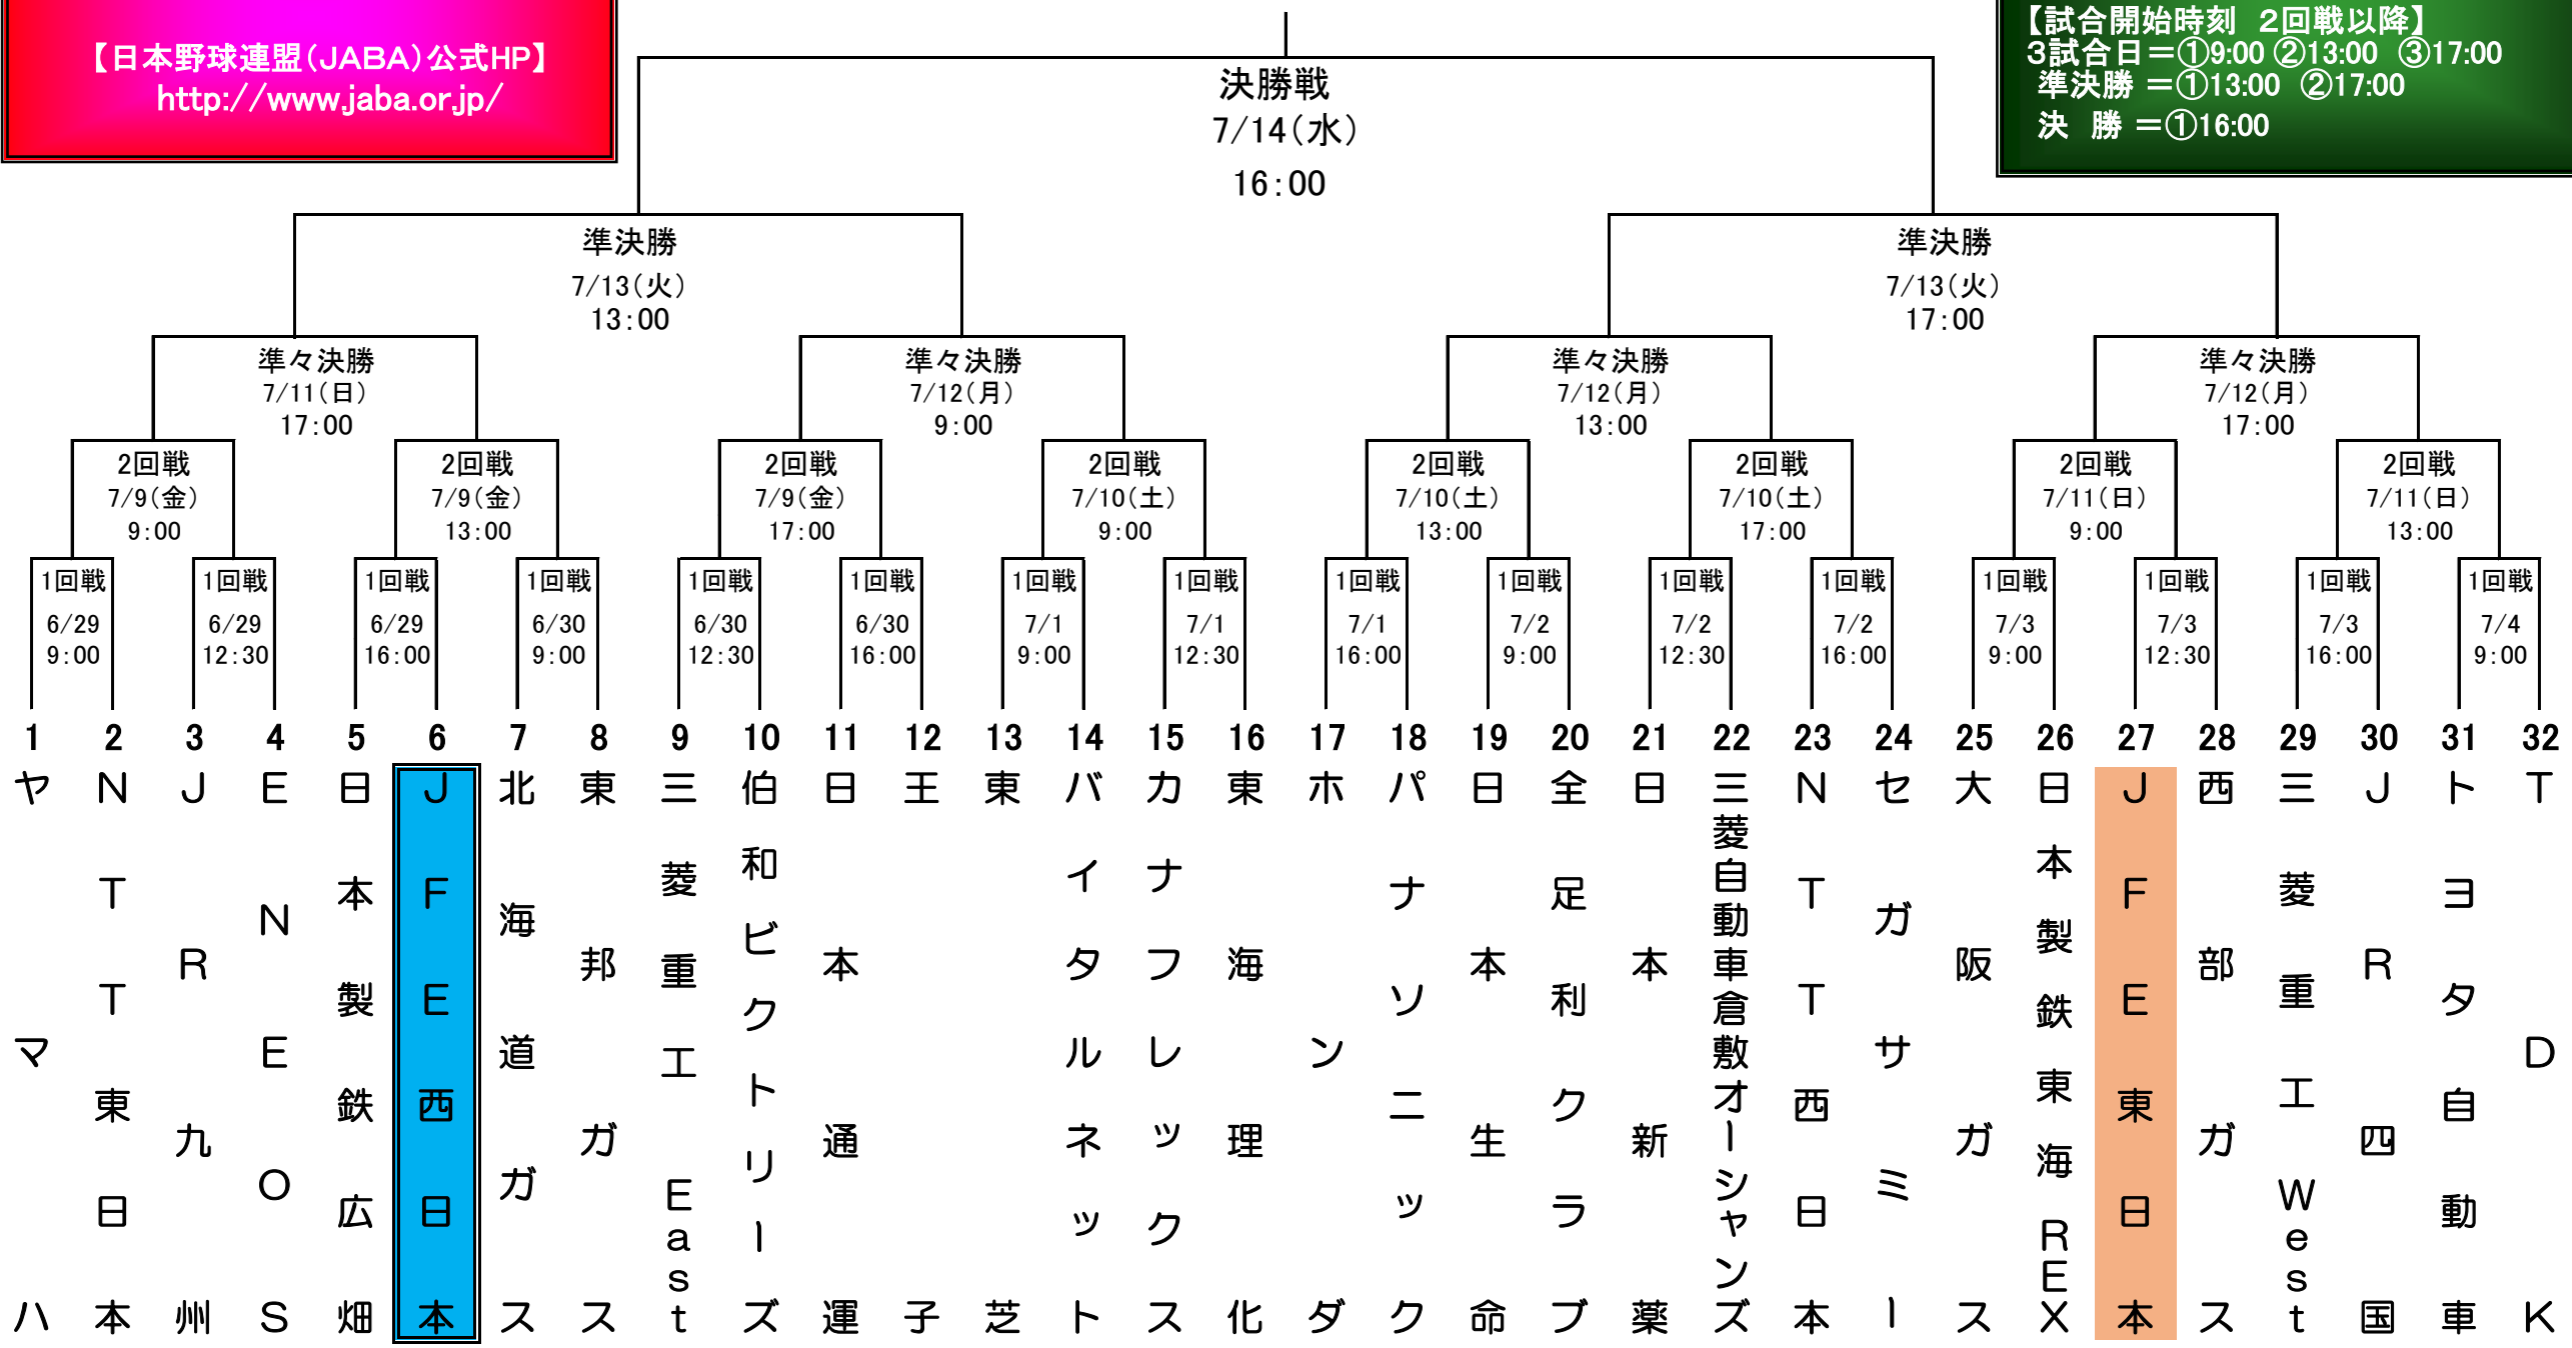 【日本野球連盟(JABA)公式HP】
http://www.jaba.or.jp/
【試合開始時刻 2回戦以降】
3試合日＝①9:00 ②13:00 ③17:00
準決勝 ＝①13:00 ②17:00
決 勝 ＝①16:00
決勝戦
7/14(水)
16:00
準決勝
7/13(火)
13:00
準決勝
7/13(火)
17:00
準々決勝
7/11(日)
17:00
準々決勝
7/12(月)
9:00
準々決勝
7/12(月)
13:00
準々決勝
7/12(月)
17:00
2回戦
7/9(金)
9:00
2回戦
7/9(金)
13:00
2回戦
7/9(金)
17:00
2回戦
7/10(土)
9:00
2回戦
7/10(土)
13:00
2回戦
7/10(土)
17:00
2回戦
7/11(日)
9:00
2回戦
7/11(日)
13:00
1回戦
6/29
9:00
1回戦
6/29
12:30
1回戦
6/29
16:00
1回戦
6/30
9:00
1回戦
6/30
12:30
1回戦
6/30
16:00
1回戦
7/1
9:00
1回戦
7/1
12:30
1回戦
7/1
16:00
1回戦
7/2
9:00
1回戦
7/2
12:30
1回戦
7/2
16:00
1回戦
7/3
9:00
1回戦
7/3
12:30
1回戦
7/3
16:00
1回戦
7/4
9:00
1
ヤマハ
2
NTT東日本
3
JR九州
4
ENEOS
5
日本製鉄広畑
6
JFE西日本
7
北海道ガス
8
東邦ガス
9
三菱重工East
10
伯和ビクトリーズ
11
日本通運
12
王子
13
東芝
14
バイタルネット
15
カナフレックス
16
東海理化
17
ホンダ
18
パナソニック
19
日本生命
20
全足利クラブ
21
日本新薬
22
三菱自動車倉敷オーシャンズ
23
NTT西日本
24
セガサミー
25
大阪ガス
26
日本製鉄東海REX
27
JFE東日本
28
西部ガス
29
三菱重工West
30
JR四国
31
トヨタ自動車
32
TDK